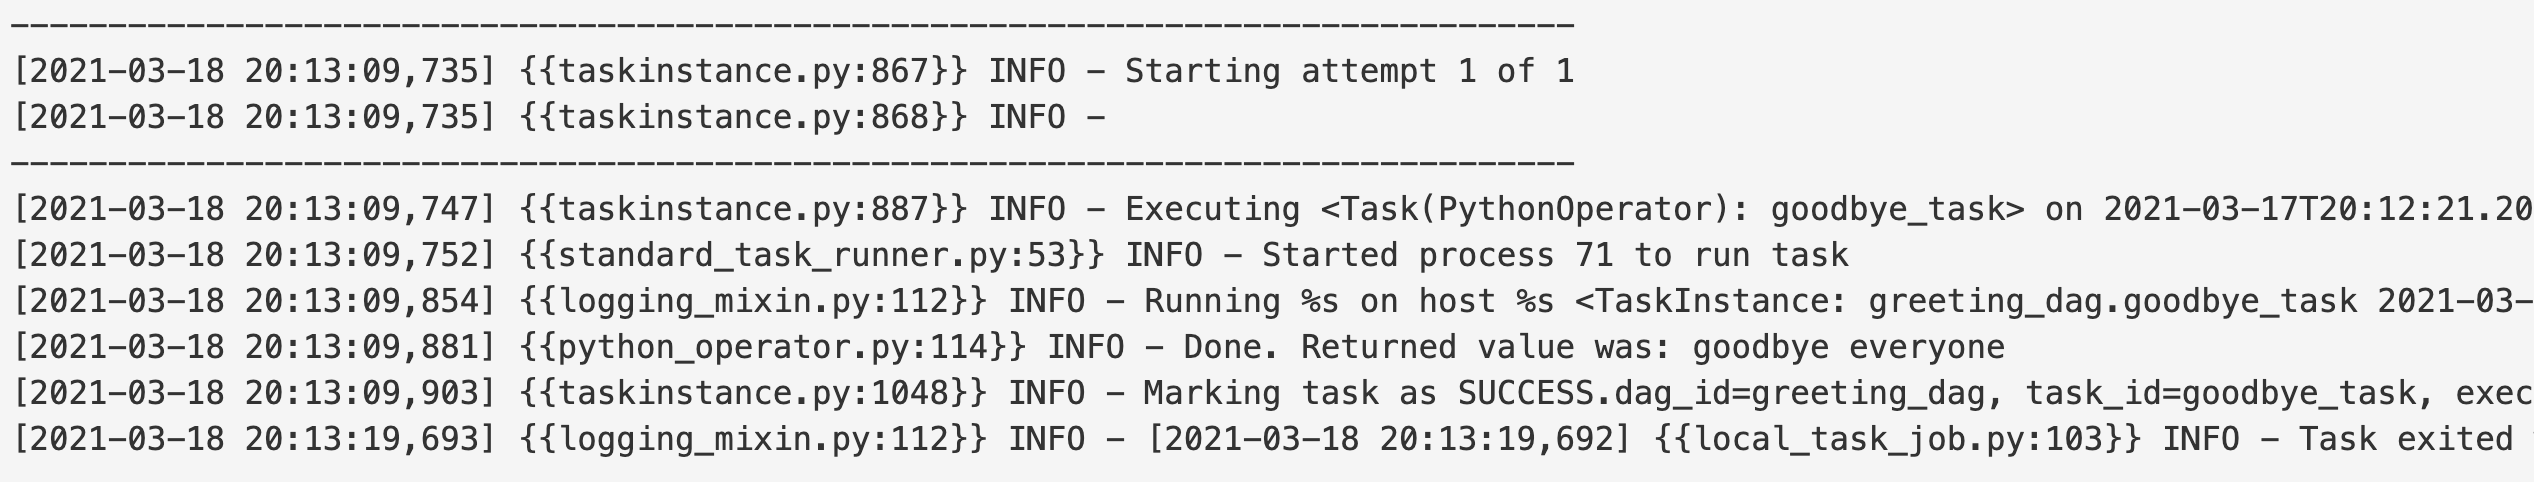 --------------------------------------------------------------------------------
[2021-03-18 20:13:09,735] {{taskinstance.py:867}} INFO - Starting attempt 1 of 1
[2021-03-18 20:13:09,735] {{taskinstance.py:868}} INFO -
--------------------------------------------------------------------------------
[2021-03-18 20:13:09,747] {{taskinstance.py:887}} INFO - Executing <Task(PythonOperator): goodbye_task> on 2021-03-17T20:12:21.20
[2021-03-18 20:13:09,752] {{standard_task_runner.py:53}} INFO - Started process 71 to run task
[2021-03-18 20:13:09,854] {{logging_mixin.py:112}} INFO - Running %s on host %s <TaskInstance: greeting_dag.goodbye_task 2021-03-
[2021-03-18 20:13:09,881] {{python_operator.py:114}} INFO - Done. Returned value was: goodbye everyone
[2021-03-18 20:13:09,903] {{taskinstance.py:1048}} INFO - Marking task as SUCCESS.dag_id=greeting_dag, task_id=goodbye_task, exec
[2021-03-18 20:13:19,693] {{logging_mixin.py:112}} INFO - [2021-03-18 20:13:19,692] {{local_task_job.py:103}} INFO - Task exited